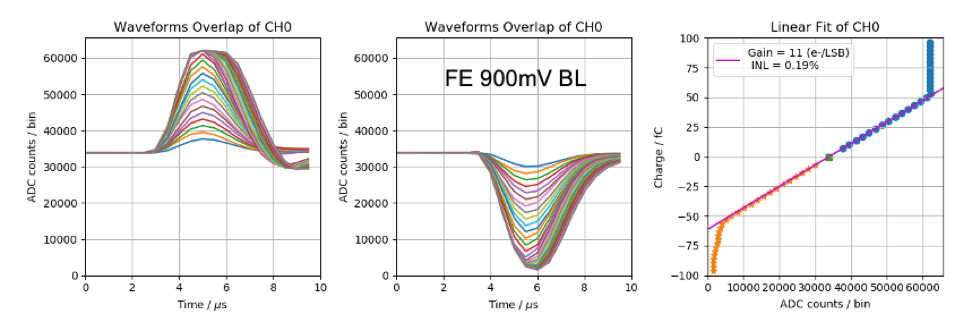 Waveforms Overlap of CH0
60000
50000
40000
30000
20000
10000
0
ADC counts / bin
0 2 4 6 8 10
Time / μs
Waveforms Overlap of CH0
FE 900mV BL
60000
50000
40000
30000
20000
10000
0
ADC counts / bin
0 2 4 6 8 10
Time / μs
Linear Fit of CH0
Gain = 11 (e-/LSB)
INL = 0.19%
100
75
50
25
0
−25
−50
−75
−100
Charge / fC
0 10000 20000 30000 40000 50000 60000
ADC counts / bin